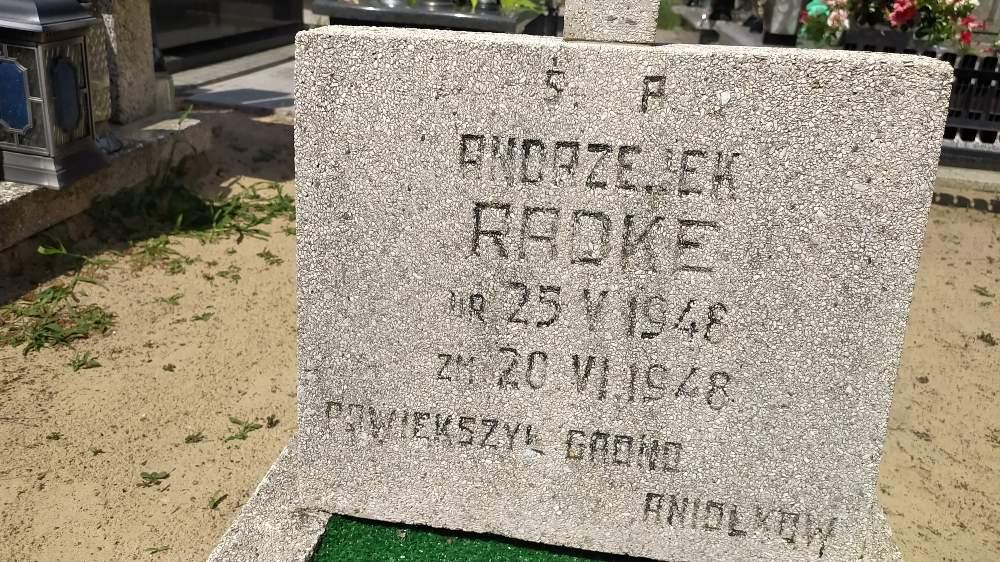 Ś. P.
ANDRZEJEK
RADKE
UR 25 V 1948
ZM 20 VI 1948
POWIĘKSZYŁ GRONO
ANIOŁKÓW